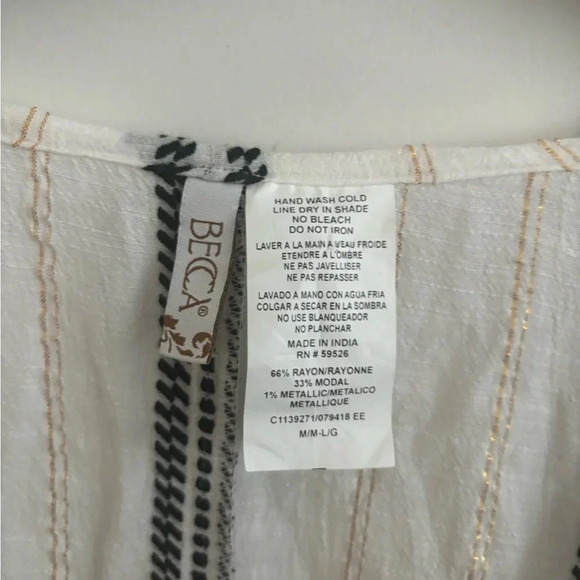 BECCA®
HAND WASH COLD
LINE DRY IN SHADE
NO BLEACH
DO NOT IRON
LAVER A LA MAIN A EAU FROIDE
ETENDRE A L'OMBRE
NE PAS JAVELLISER
NE PAS REPASSER
LAVADO A MANO CON AGUA FRIA
COLGAR A SECAR EN LA SOMBRA
NO USE BLANQUEADOR
NO PLANCHAR
MADE IN INDIA
RN # 59526
66% RAYON/RAYONNE
33% MODAL
1% METALLIC/METALICO
METALLIQUE
C1139271/079418 EE
M/M-L/G